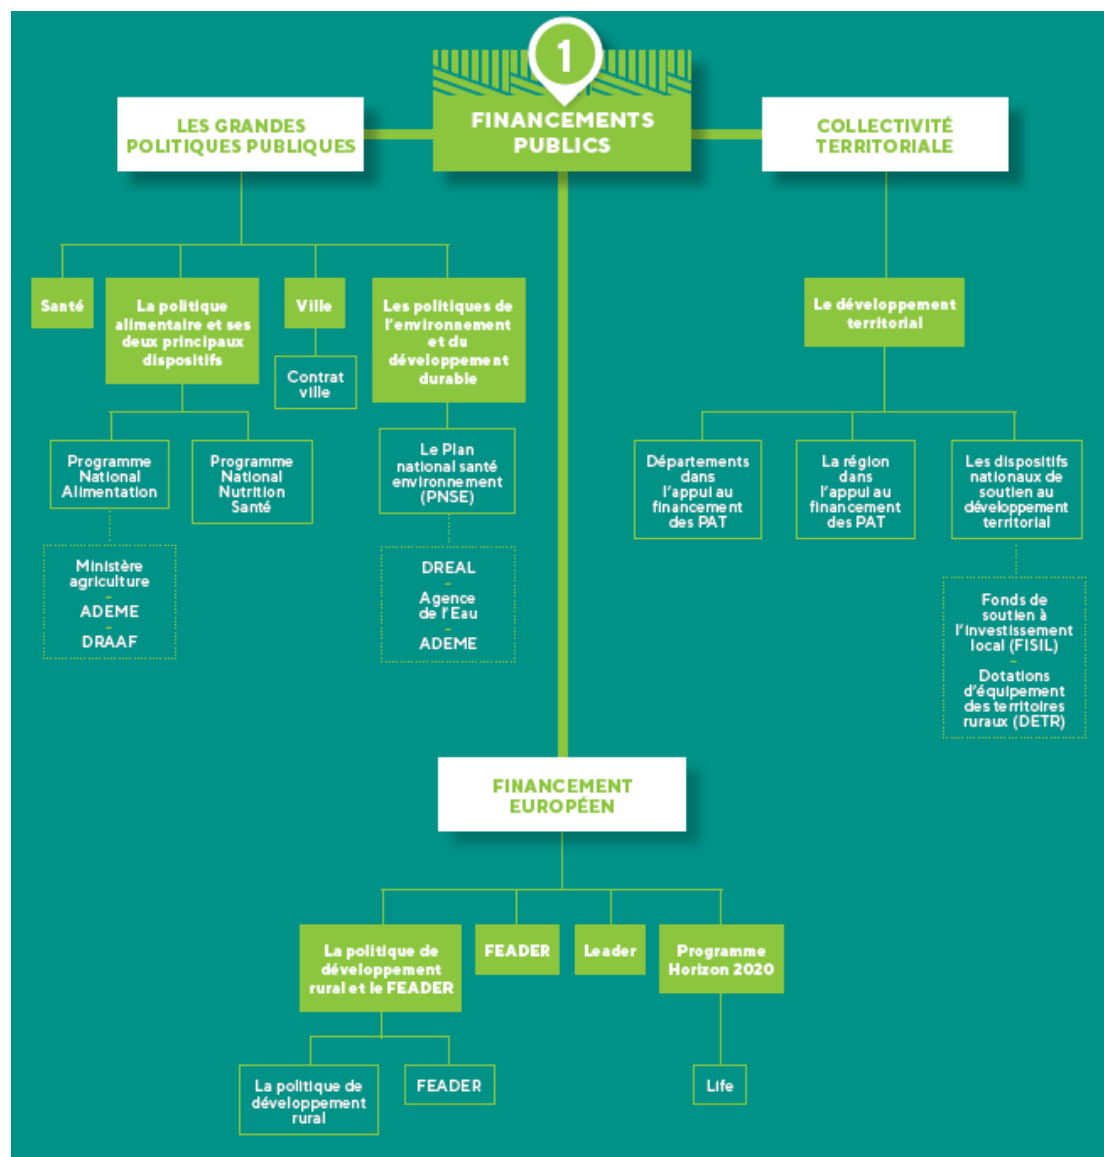 1
FINANCEMENTS
PUBLICS
LES GRANDES
POLITIQUES PUBLIQUES
COLLECTIVITÉ
TERRITORIALE
Santé
La politique
alimentaire et ses
deux principaux
dispositifs
Ville
Les politiques de
l'environnement
et du
développement
durable
Contrat
ville
Programme
National
Alimentation
Programme
National
Nutrition
Santé
Le Plan
national santé
environnement
(PNSE)
Ministère
agriculture
–
ADEME
–
DRAAF
DREAL
–
Agence
de l'Eau
–
ADEME
Le développement
territorial
Départements
dans
l'appui au
financement
des PAT
La région
dans
l'appui au
financement
des PAT
Les dispositifs
nationaux de
soutien au
développement
territorial
Fonds de
soutien à
l'investissement
local (FISIL)
–
Dotations
d'équipement
des territoires
ruraux (DETR)
FINANCEMENT
EUROPÉEN
La politique de
développement
rural et le FEADER
FEADER
Leader
Programme
Horizon 2020
La politique de
développement
rural
FEADER
Life